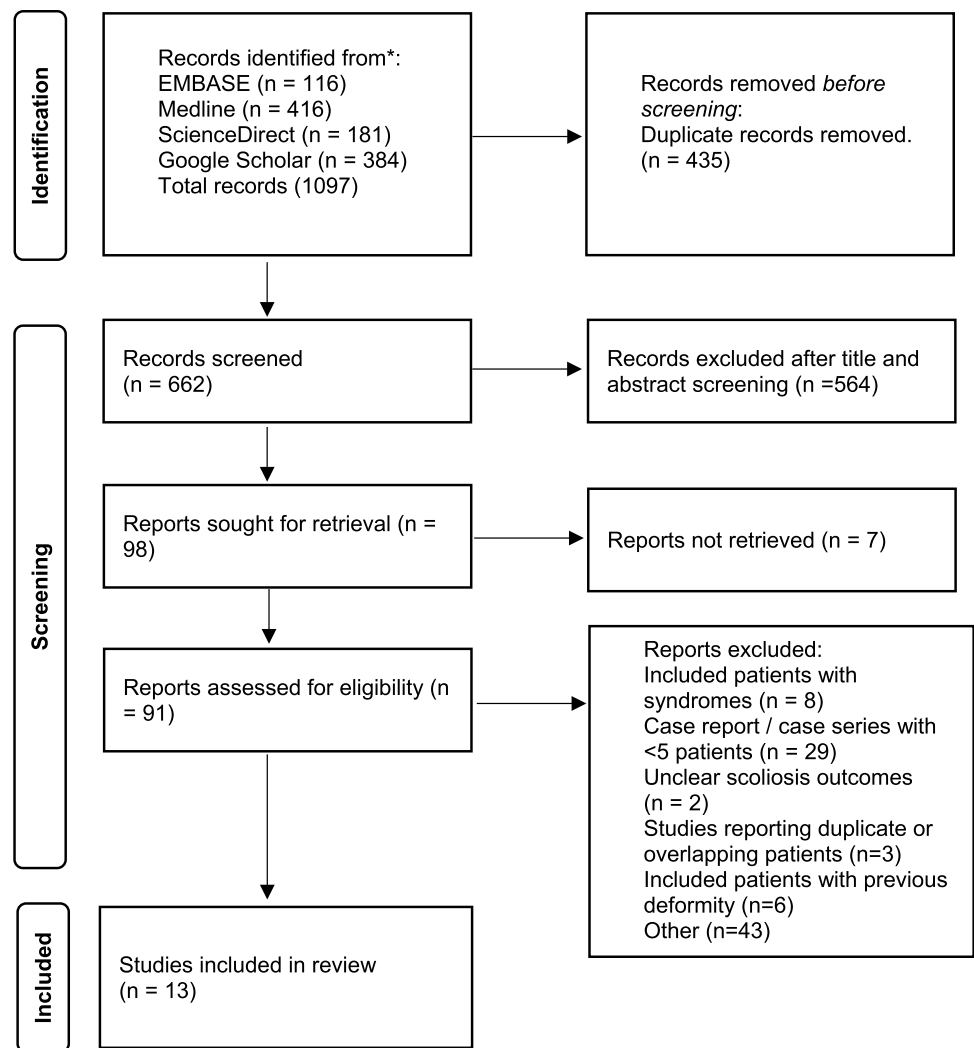 Identification
Records identified from*:
EMBASE (n = 116)
Medline (n = 416)
ScienceDirect (n = 181)
Google Scholar (n = 384)
Total records (1097)
Records removed before
screening:
Duplicate records removed.
(n = 435)
Screening
Records screened
(n = 662)
Records excluded after title and
abstract screening (n =564)
Reports sought for retrieval (n =
98)
Reports not retrieved (n = 7)
Reports assessed for eligibility (n
= 91)
Reports excluded:
Included patients with
syndromes (n = 8)
Case report / case series with
<5 patients (n = 29)
Unclear scoliosis outcomes
(n = 2)
Studies reporting duplicate or
overlapping patients (n=3)
Included patients with previous
deformity (n=6)
Other (n=43)
Included
Studies included in review
(n = 13)